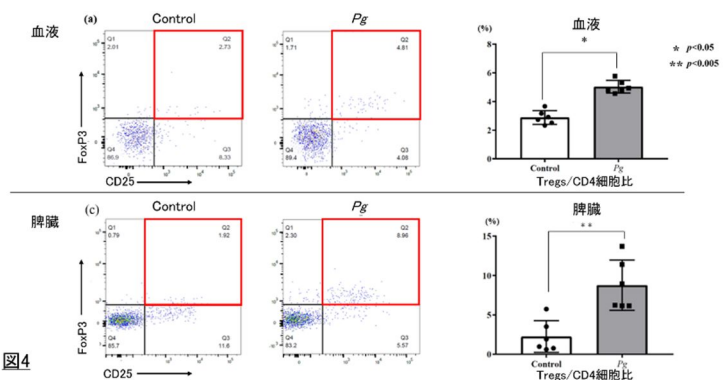 (a)
Control
Pg
血液
Q1
2.01
Q2
2.73
Q4
86.9
Q3
8.33
Q1
1.71
Q2
4.81
Q4
89.4
Q3
4.08
FoxP3
CD25
血液
(%)
8
6
4
2
0
*
* p<0.05
** p<0.005
Control
Pg
Tregs/CD4細胞比
(c)
Control
Pg
脾臓
Q1
0.79
Q2
1.92
Q4
85.7
Q3
11.6
Q1
2.30
Q2
8.96
Q4
83.2
Q3
5.57
FoxP3
CD25
脾臓
(%)
15
10
5
0
**
Control
Pg
Tregs/CD4細胞比
図4